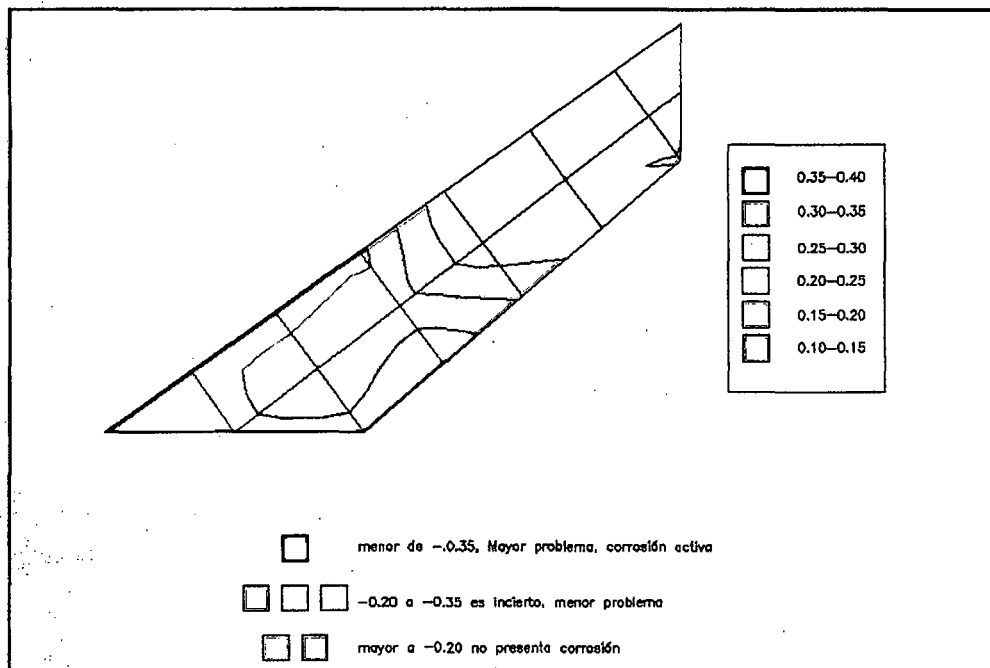 0.35-0.40
0.30-0.35
0.25-0.30
0.20-0.25
0.15-0.20
0.10-0.15
menor de -.0.35, Mayor problema, corrosión activa
-0.20 a -0.35 es incierto, menor problema
mayor a -0.20 no presenta corrosión